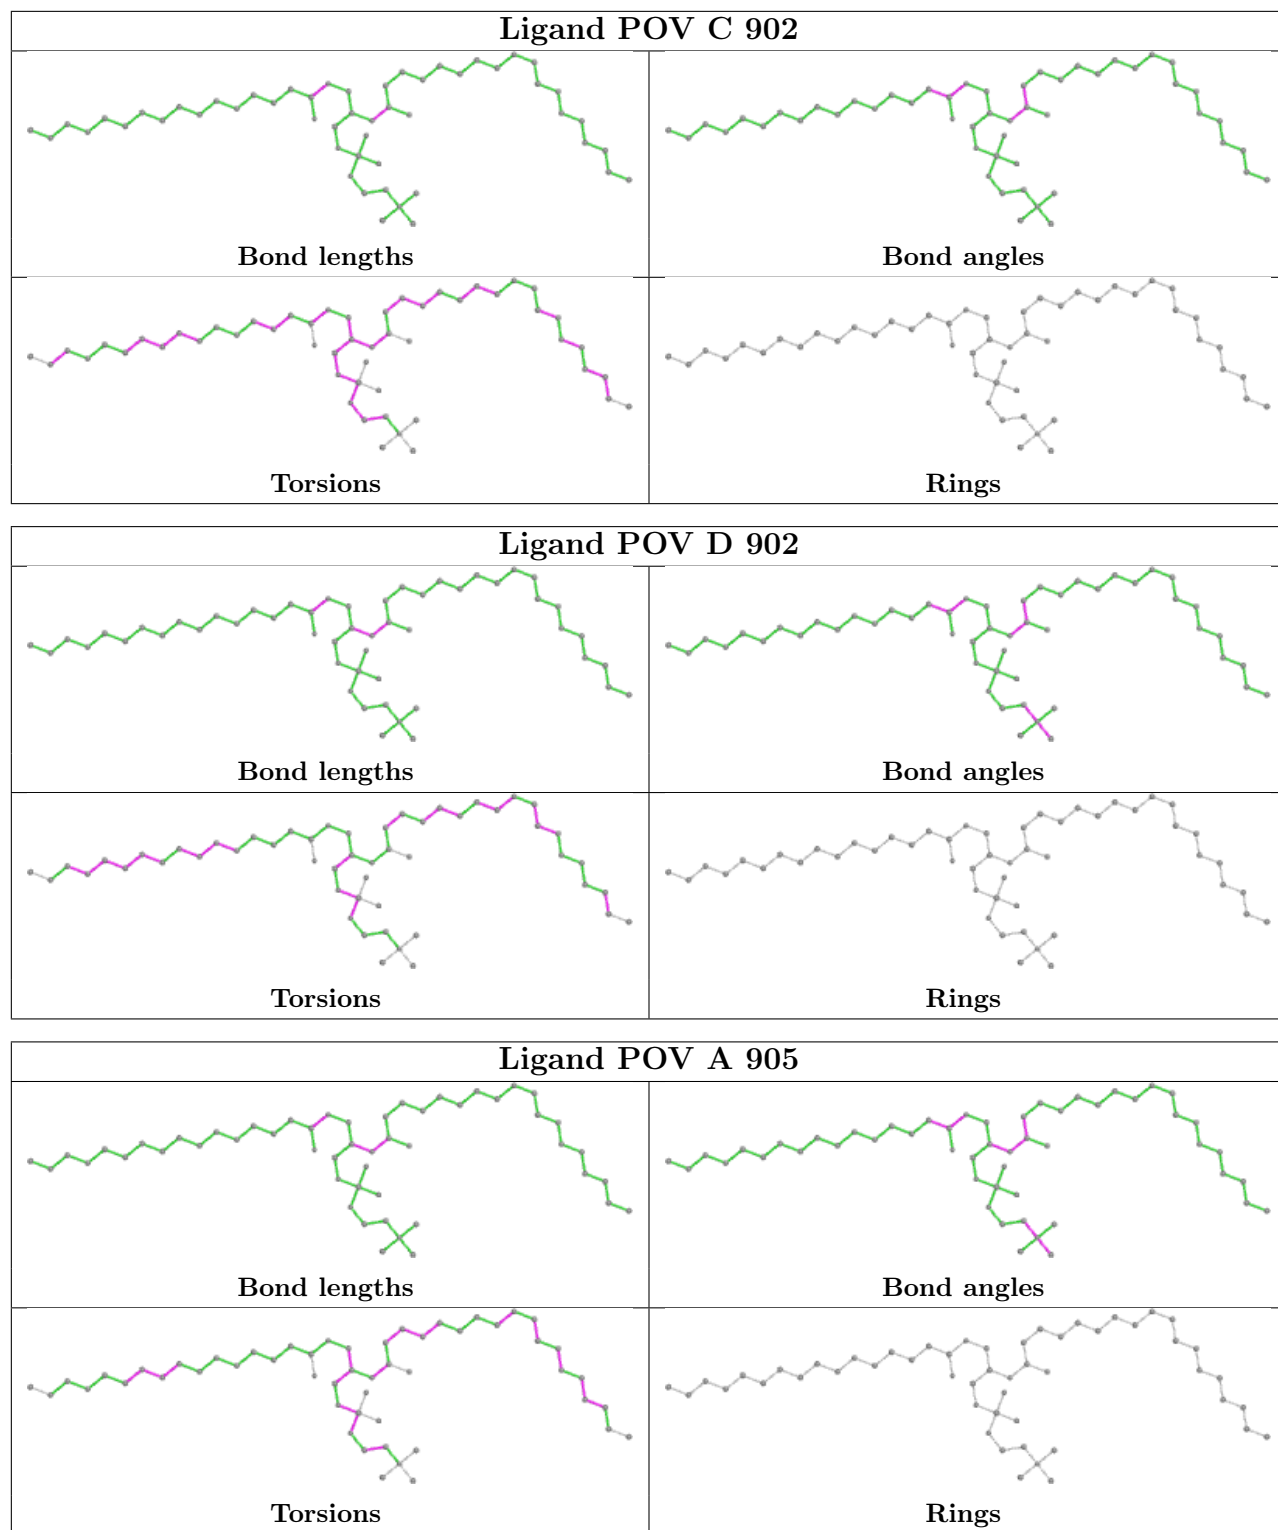 Ligand POV C 902
Bond lengths
Bond angles
Torsions
Rings
Ligand POV D 902
Bond lengths
Bond angles
Torsions
Rings
Ligand POV A 905
Bond lengths
Bond angles
Torsions
Rings